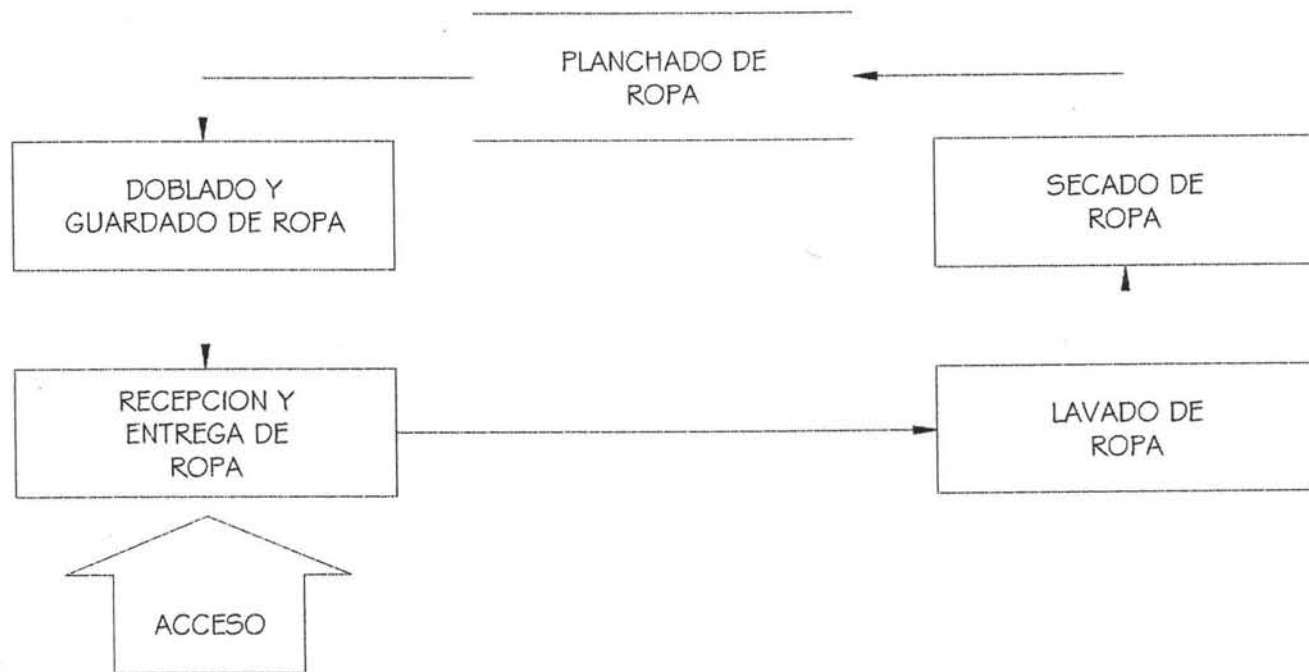 PLANCHADO DE
ROPA
DOBLADO Y
GUARDADO DE ROPA
SECADO DE
ROPA
RECEPCION Y
ENTREGA DE
ROPA
LAVADO DE
ROPA
ACCESO